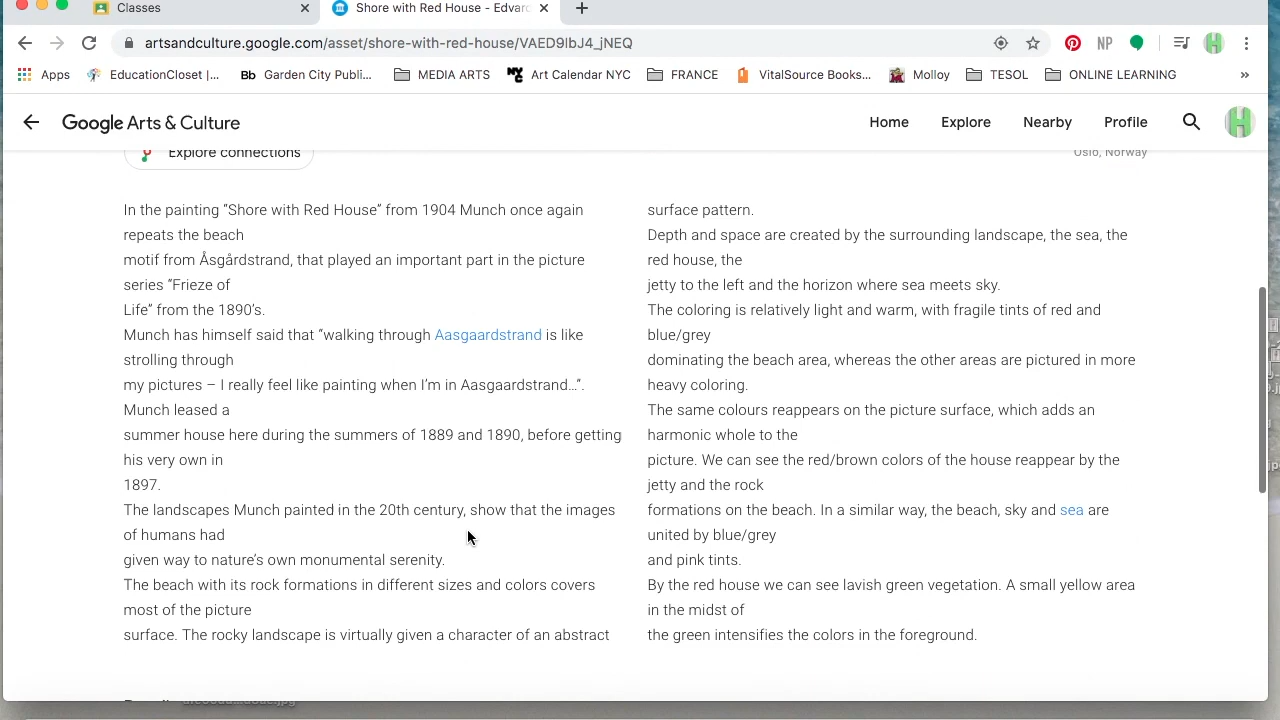 Classes
Shore with Red House - Edvard
artsandculture.google.com/asset/shore-with-red-house/VAED9IbJ4_jNEQ
NP
Apps
EducationCloset |...
Bb Garden City Publi...
MEDIA ARTS
NYC Art Calendar NYC
FRANCE
VitalSource Books...
Molloy
TESOL
ONLINE LEARNING
»
Google Arts & Culture
Home
Explore
Nearby
Profile
H
Explore connections
Oslo, Norway
In the painting “Shore with Red House” from 1904 Munch once again
repeats the beach
motif from Åsgårdstrand, that played an important part in the picture
series “Frieze of
Life” from the 1890’s.
Munch has himself said that “walking through Aasgaardstrand is like
strolling through
my pictures – I really feel like painting when I’m in Aasgaardstrand…”.
Munch leased a
summer house here during the summers of 1889 and 1890, before getting
his very own in
1897.
The landscapes Munch painted in the 20th century, show that the images
of humans had
given way to nature’s own monumental serenity.
The beach with its rock formations in different sizes and colors covers
most of the picture
surface. The rocky landscape is virtually given a character of an abstract
surface pattern.
Depth and space are created by the surrounding landscape, the sea, the
red house, the
jetty to the left and the horizon where sea meets sky.
The coloring is relatively light and warm, with fragile tints of red and
blue/grey
dominating the beach area, whereas the other areas are pictured in more
heavy coloring.
The same colours reappears on the picture surface, which adds an
harmonic whole to the
picture. We can see the red/brown colors of the house reappear by the
jetty and the rock
formations on the beach. In a similar way, the beach, sky and sea are
united by blue/grey
and pink tints.
By the red house we can see lavish green vegetation. A small yellow area
in the midst of
the green intensifies the colors in the foreground.